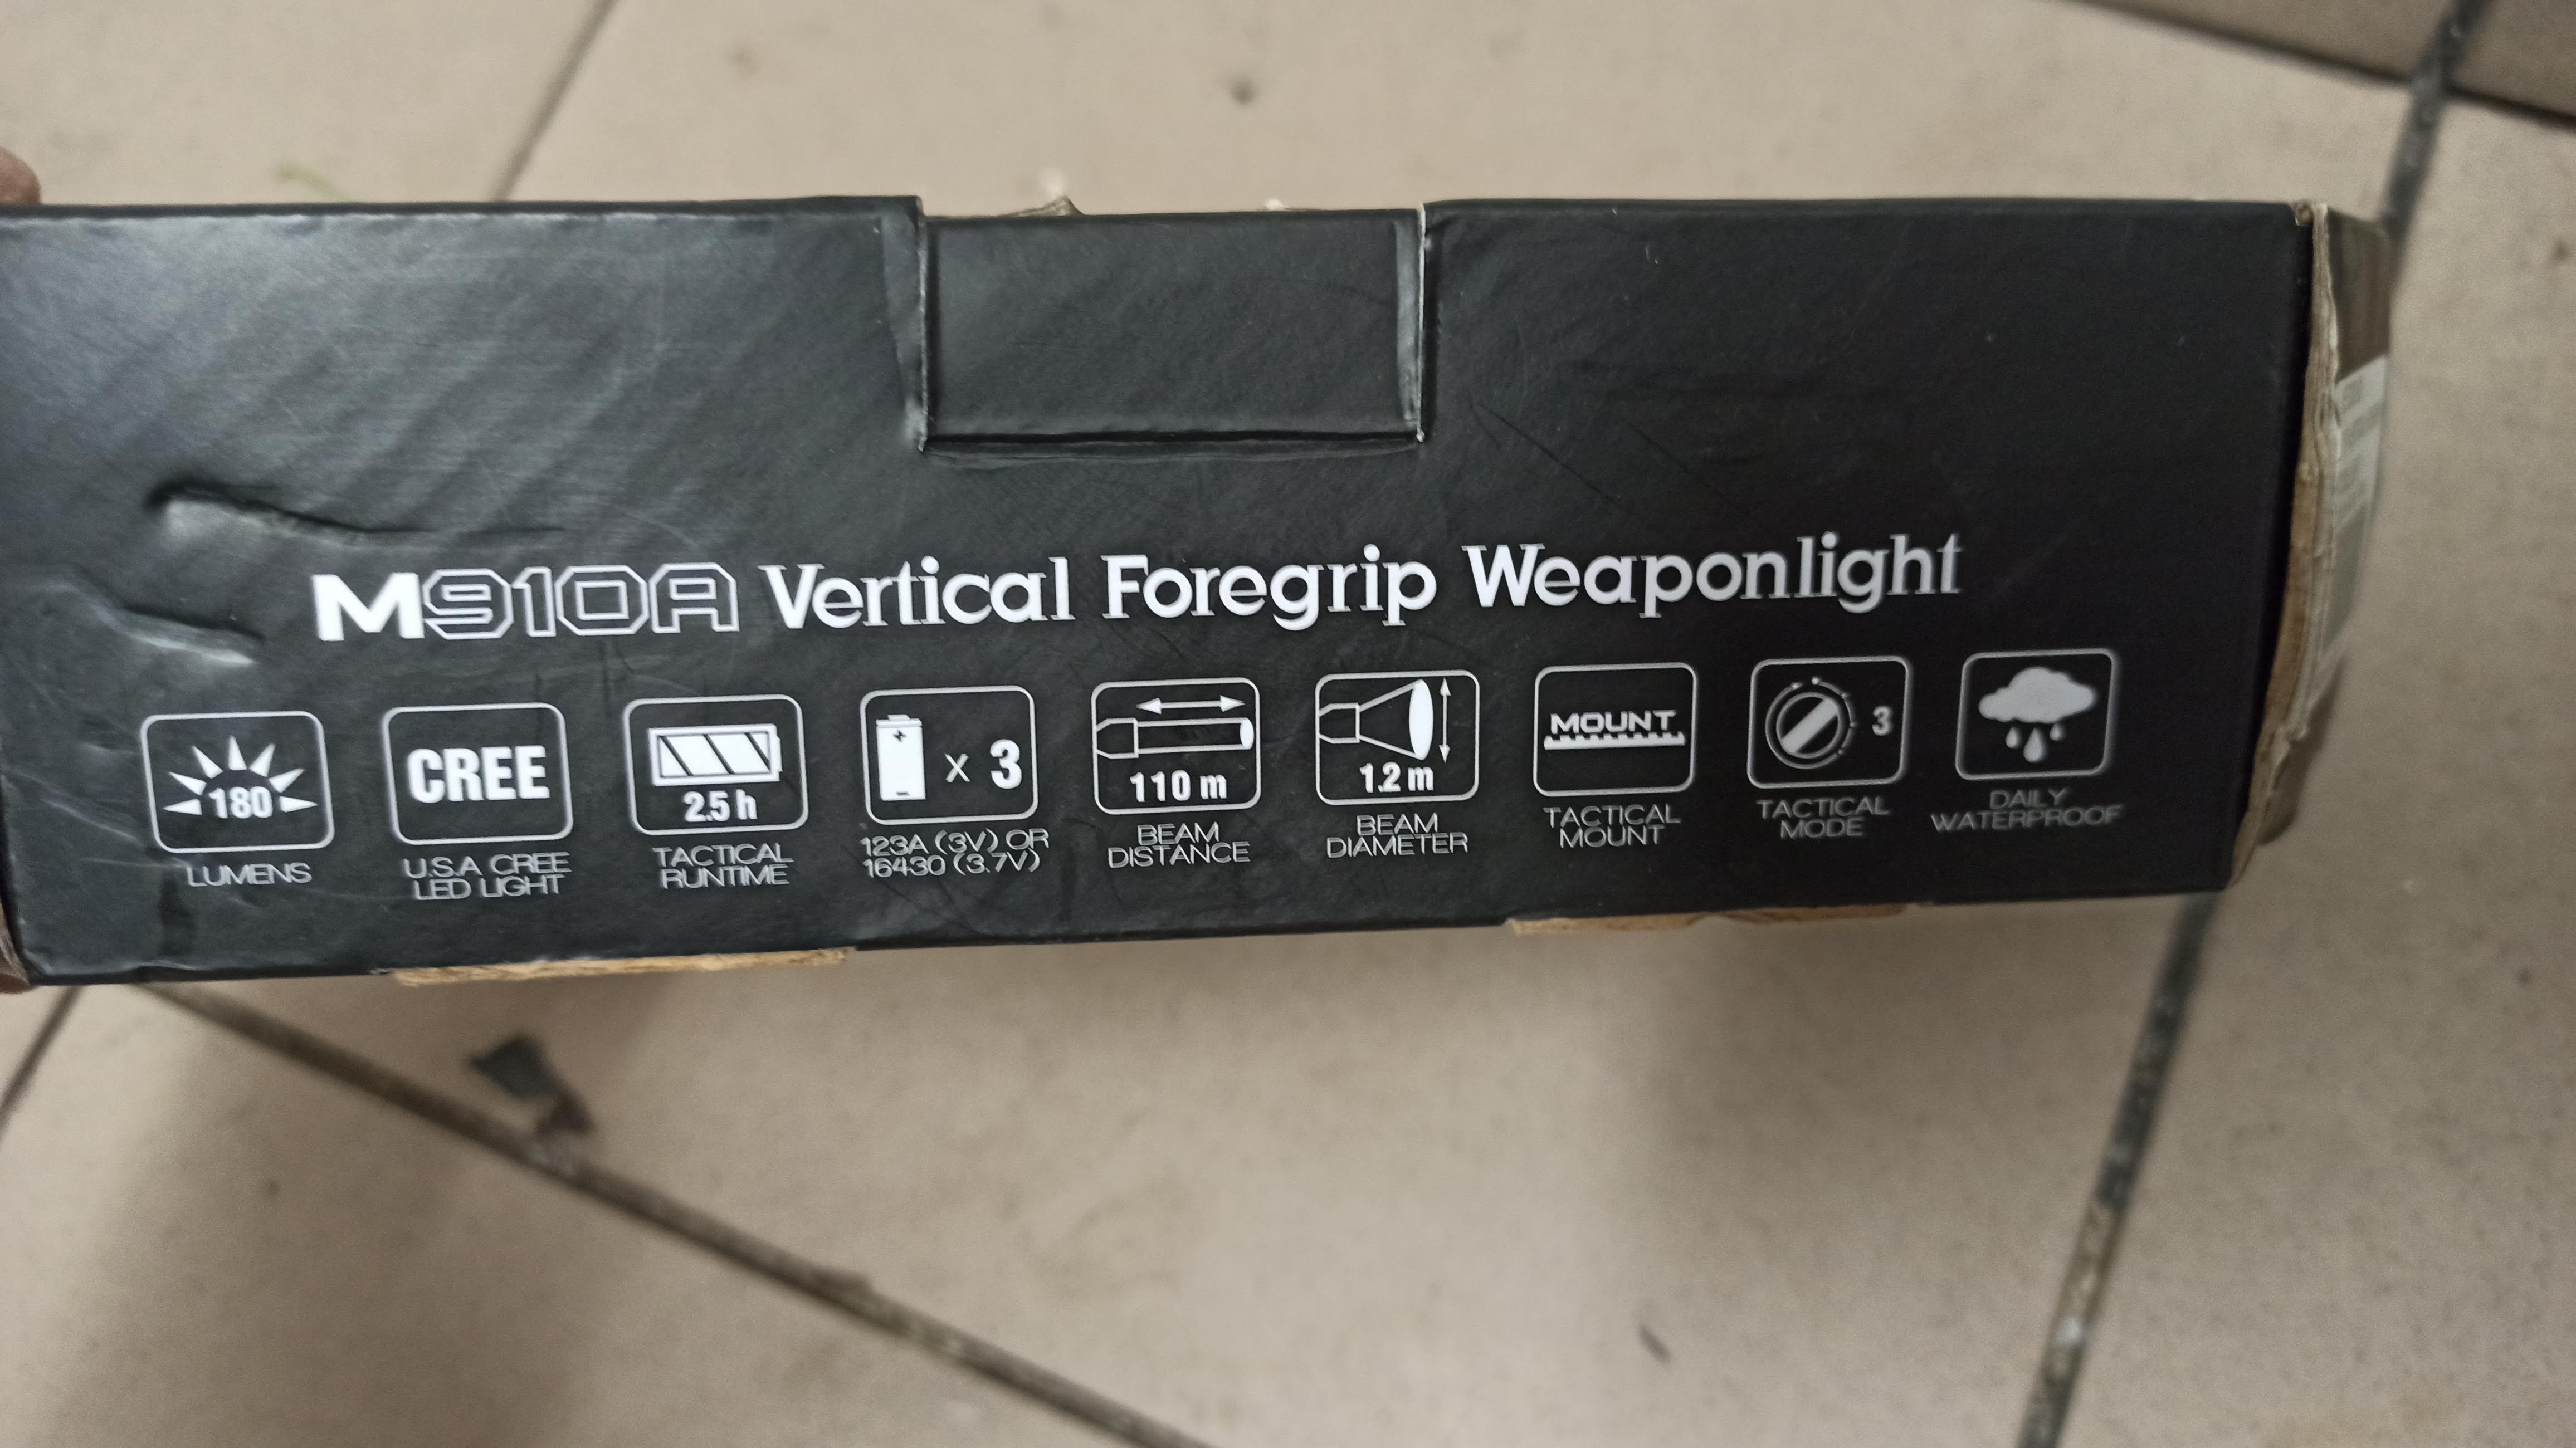 M910A Vertical Foregrip Weaponlight
180
LUMENS
CREE
U.S.A CREE
LED LIGHT
2.5 h
TACTICAL
RUNTIME
+
x 3
-
123A (3V) OR
16430 (3.7V)
110 m
BEAM
DISTANCE
1.2 m
BEAM
DIAMETER
MOUNT
TACTICAL
MOUNT
3
TACTICAL
MODE
DAILY
WATERPROOF